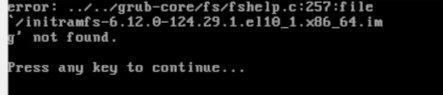 error: ../../grub-core/fs/fshelp.c:257:file
`/initramfs-6.12.0-124.29.1.el10_1.x86_64.im
g' not found.
Press any key to continue...